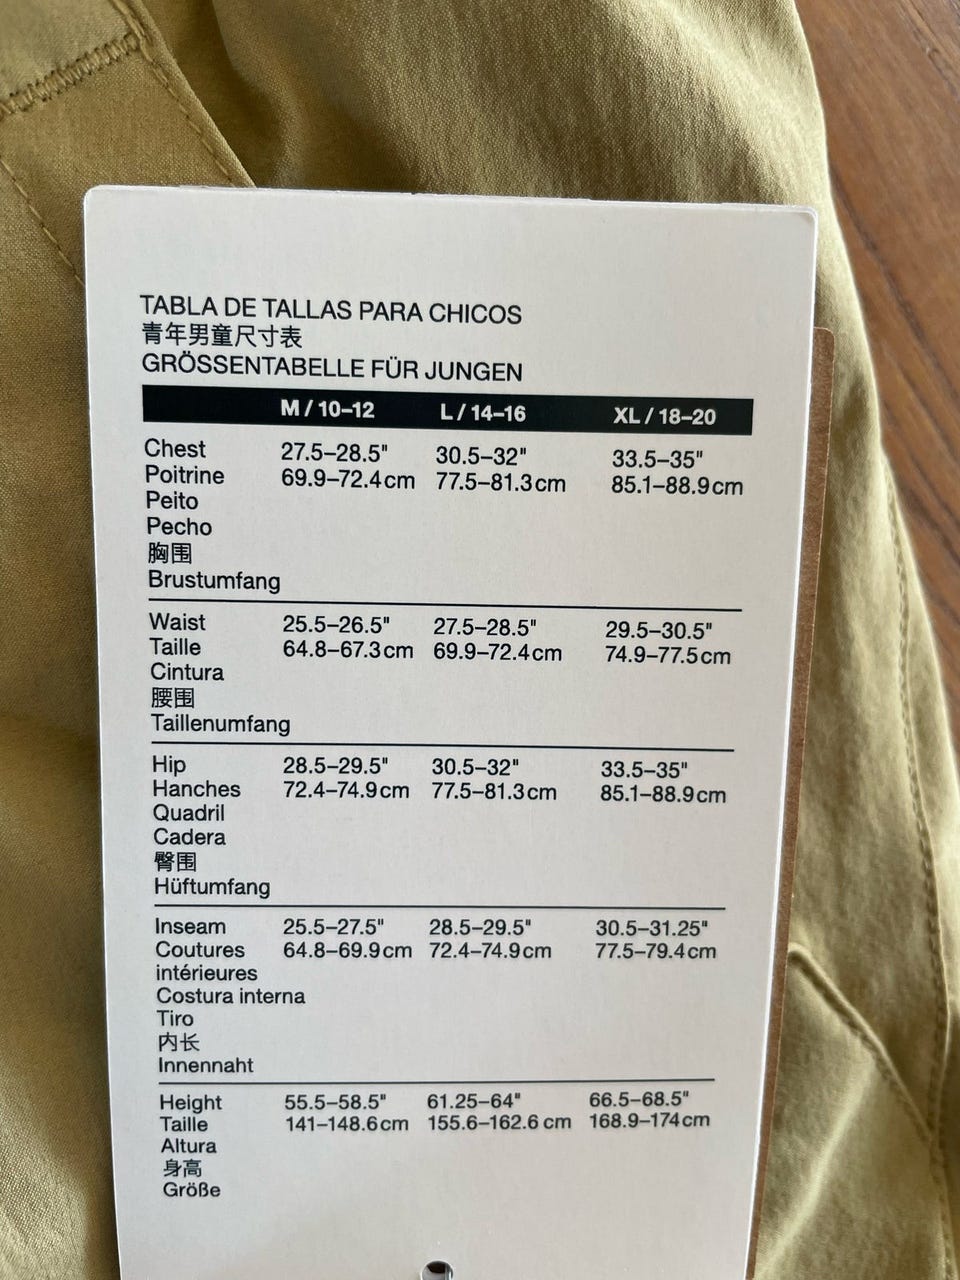 TABLA DE TALLAS PARA CHICOS
青年男童尺寸表
GRÖSSENTABELLE FÜR JUNGEN
M / 10–12 L / 14–16 XL / 18–20
Chest 27.5–28.5" 30.5–32" 33.5–35"
Poitrine 69.9–72.4 cm 77.5–81.3 cm 85.1–88.9 cm
Peito
Pecho
胸围
Brustumfang
Waist 25.5–26.5" 27.5–28.5" 29.5–30.5"
Taille 64.8–67.3 cm 69.9–72.4 cm 74.9–77.5 cm
Cintura
腰围
Taillenumfang
Hip 28.5–29.5" 30.5–32" 33.5–35"
Hanches 72.4–74.9 cm 77.5–81.3 cm 85.1–88.9 cm
Quadril
Cadera
臀围
Hüftumfang
Inseam 25.5–27.5" 28.5–29.5" 30.5–31.25"
Coutures 64.8–69.9 cm 72.4–74.9 cm 77.5–79.4 cm
intérieures
Costura interna
Tiro
内长
Innennaht
Height 55.5–58.5" 61.25–64" 66.5–68.5"
Taille 141–148.6 cm 155.6–162.6 cm 168.9–174 cm
Altura
身高
Größe